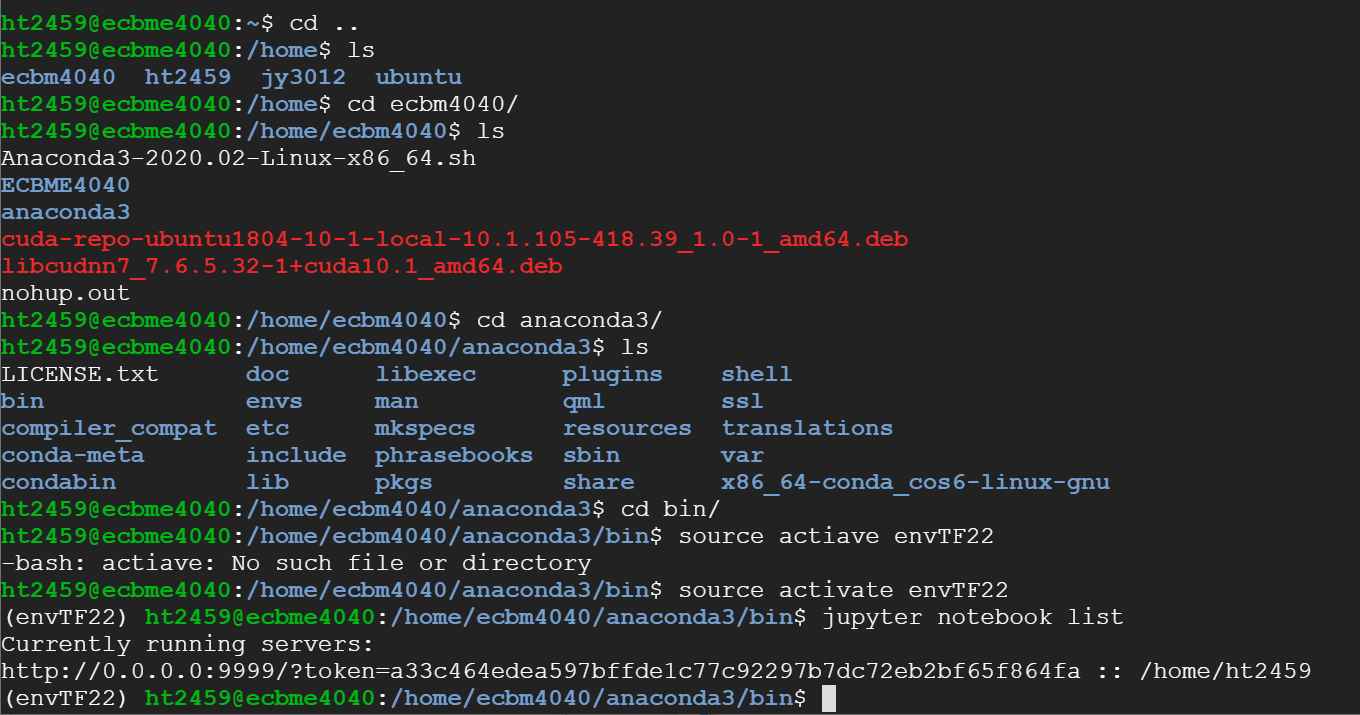 ht2459@ecbme4040:~$ cd ..
ht2459@ecbme4040:/home$ ls
ecbm4040  ht2459  jy3012  ubuntu
ht2459@ecbme4040:/home$ cd ecbm4040/
ht2459@ecbme4040:/home/ecbm4040$ ls
Anaconda3-2020.02-Linux-x86_64.sh
ECBME4040
anaconda3
cuda-repo-ubuntu1804-10-1-local-10.1.105-418.39_1.0-1_amd64.deb
libcudnn7_7.6.5.32-1+cuda10.1_amd64.deb
nohup.out
ht2459@ecbme4040:/home/ecbm4040$ cd anaconda3/
ht2459@ecbme4040:/home/ecbm4040/anaconda3$ ls
LICENSE.txt      doc      libexec      plugins    shell
bin              envs     man          qml        ssl
compiler_compat  etc      mkspecs      resources  translations
conda-meta       include  phrasebooks  sbin       var
condabin         lib      pkgs         share      x86_64-conda_cos6-linux-gnu
ht2459@ecbme4040:/home/ecbm4040/anaconda3$ cd bin/
ht2459@ecbme4040:/home/ecbm4040/anaconda3/bin$ source actiave envTF22
-bash: actiave: No such file or directory
ht2459@ecbme4040:/home/ecbm4040/anaconda3/bin$ source activate envTF22
(envTF22) ht2459@ecbme4040:/home/ecbm4040/anaconda3/bin$ jupyter notebook list
Currently running servers:
http://0.0.0.0:9999/?token=a33c464edea597bffde1c77c92297b7dc72eb2bf65f864fa :: /home/ht2459
(envTF22) ht2459@ecbme4040:/home/ecbm4040/anaconda3/bin$